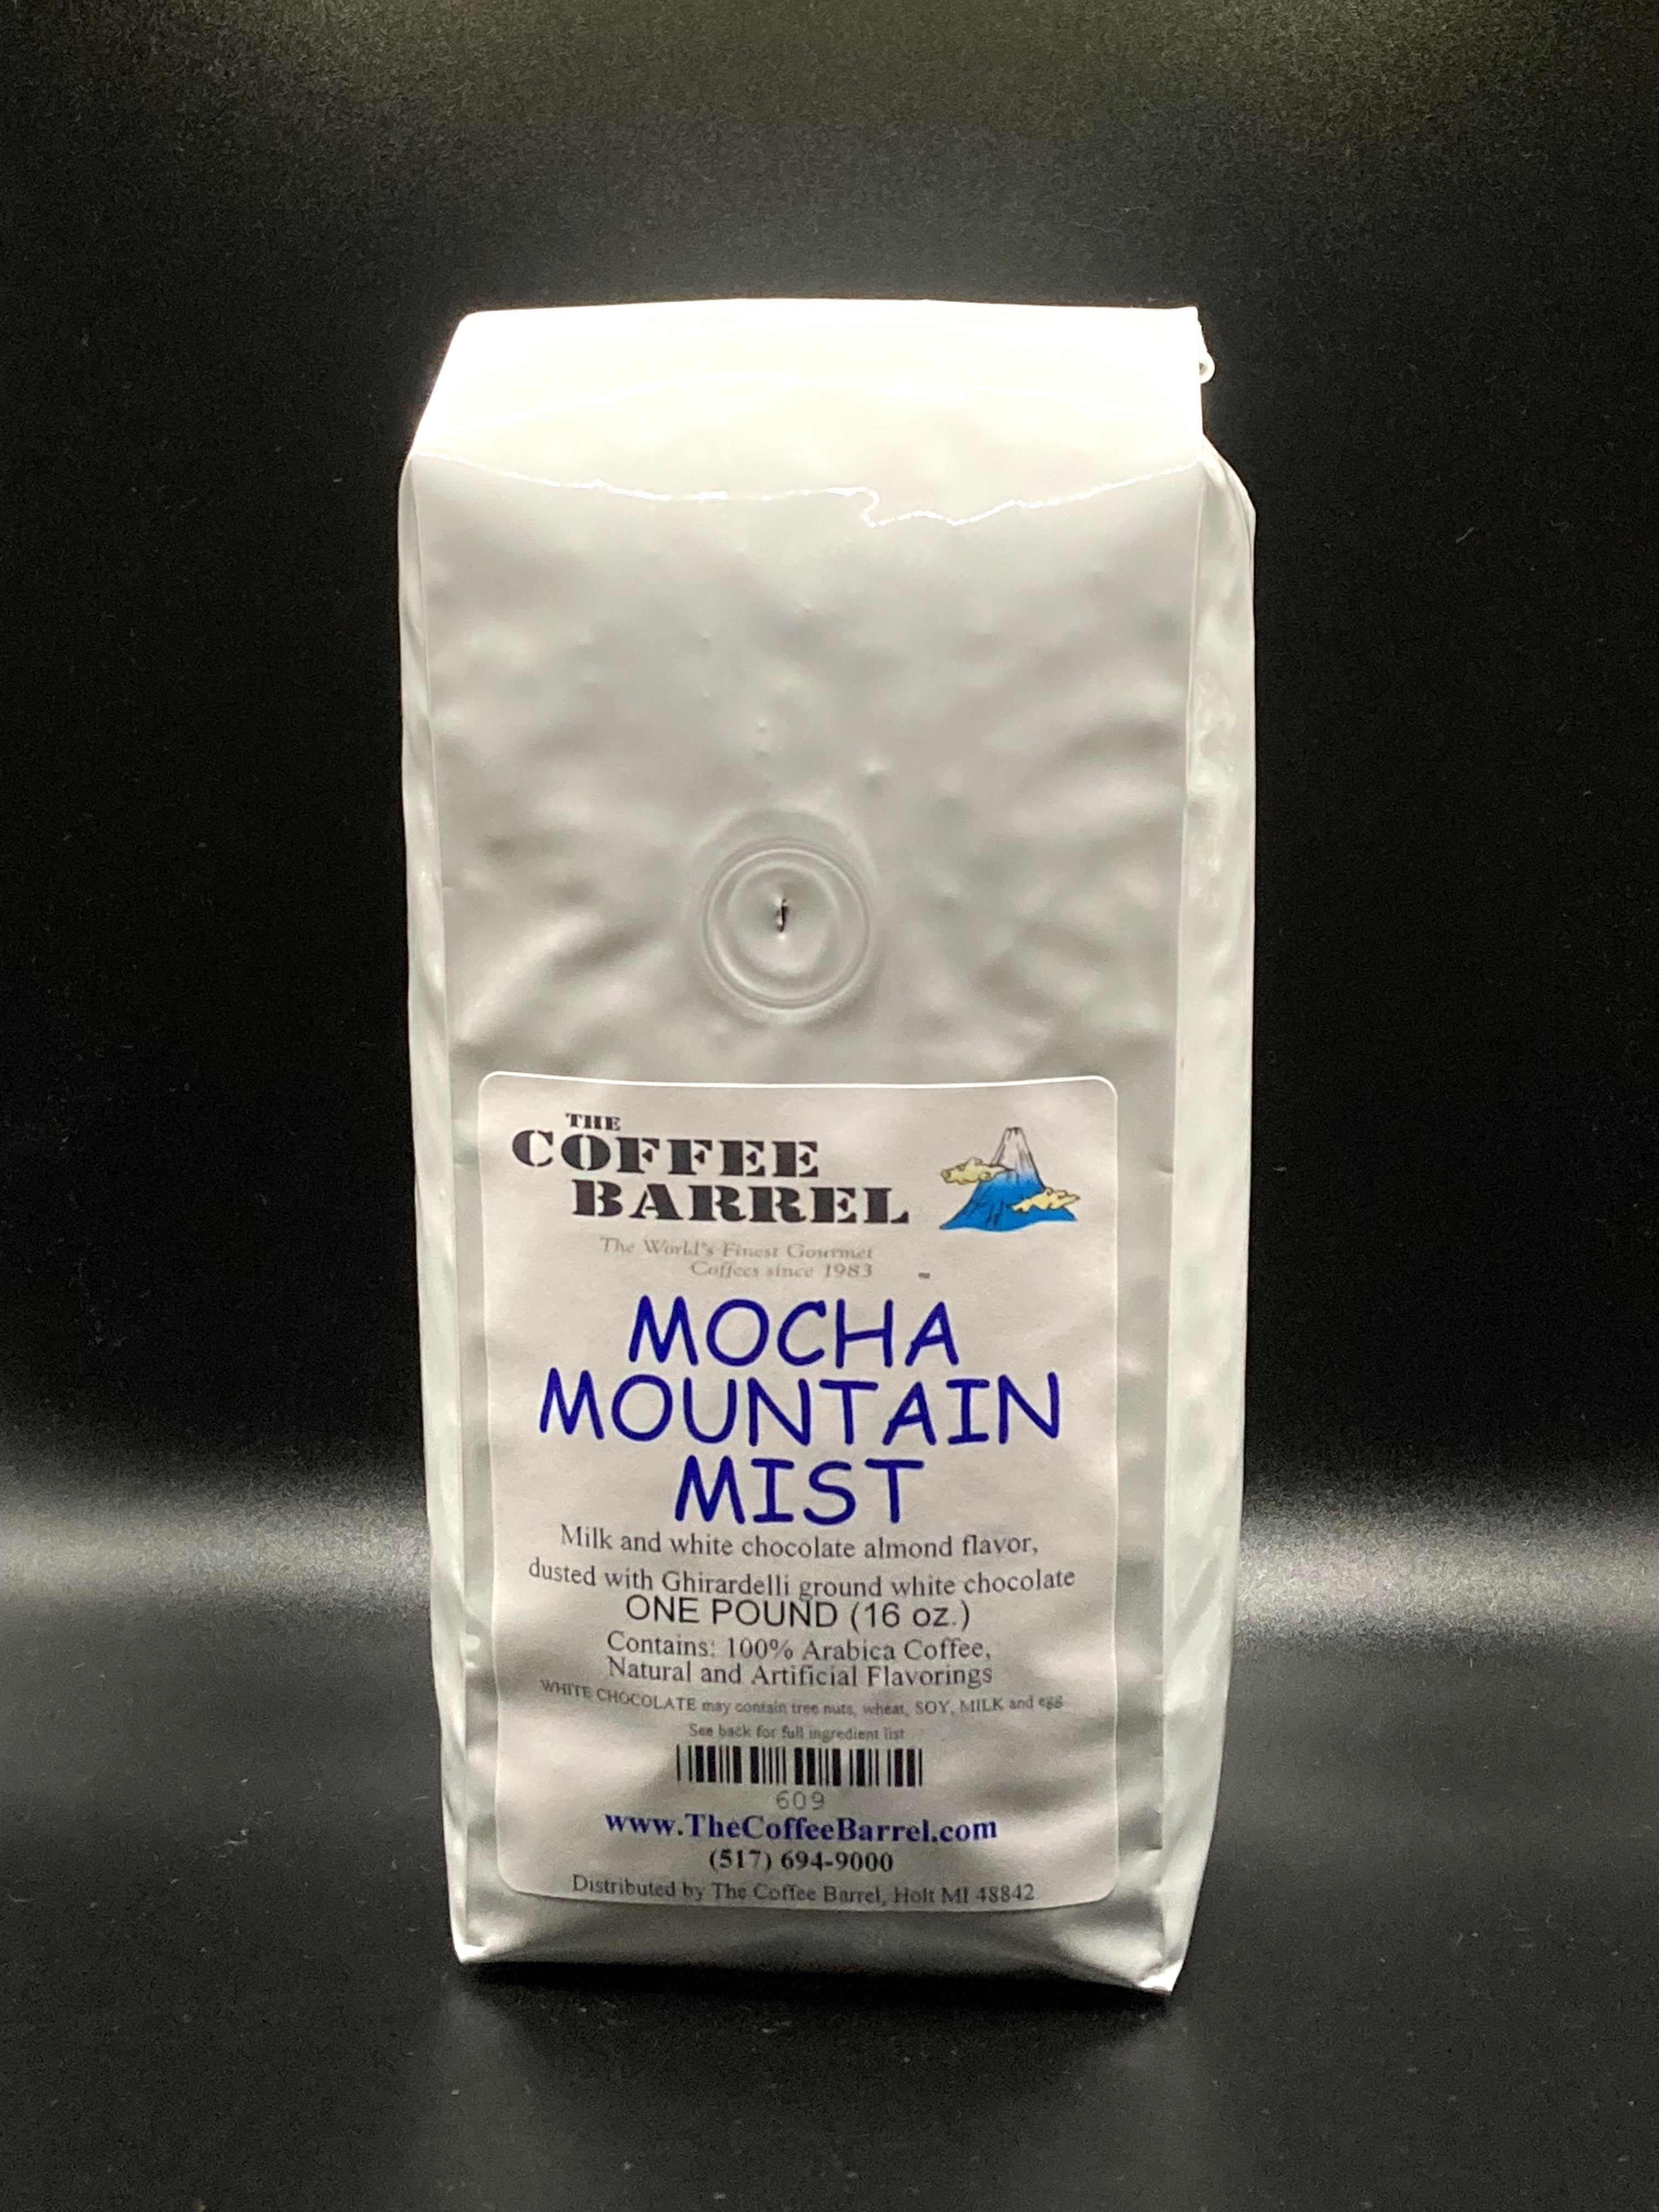 THE
COFFEE
BARREL
The World's Finest Gourmet
Coffees since 1983
MOCHA
MOUNTAIN
MIST
Milk and white chocolate almond flavor,
dusted with Ghirardelli ground white chocolate
ONE POUND (16 oz.)
Contains: 100% Arabica Coffee,
Natural and Artificial Flavorings
WHITE CHOCOLATE may contain tree nuts, wheat, SOY, MILK and egg
See back for full ingredient list
609
www.TheCoffeeBarrel.com
(517) 694-9000
Distributed by The Coffee Barrel, Holt MI 48842